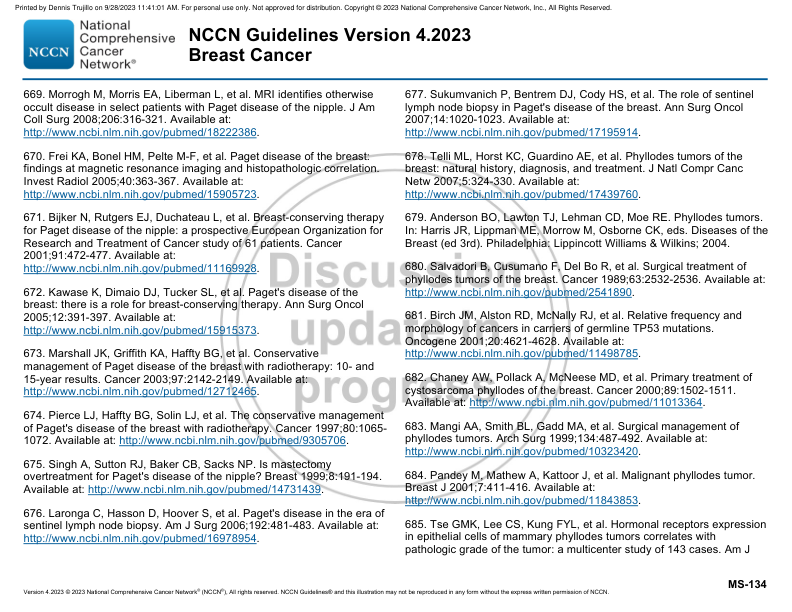 Printed by Dennis Trujillo on 9/28/2023 11:41:01 AM. For personal use only. Not approved for distribution. Copyright © 2023 National Comprehensive Cancer Network, Inc., All Rights Reserved.
NCCN
National
Comprehensive
Cancer
Network®
NCCN Guidelines Version 4.2023
Breast Cancer
669. Morrogh M, Morris EA, Liberman L, et al. MRI identifies otherwise
occult disease in select patients with Paget disease of the nipple. J Am
Coll Surg 2008;206:316-321. Available at:
http://www.ncbi.nlm.nih.gov/pubmed/18222386.
670. Frei KA, Bonel HM, Pelte M-F, et al. Paget disease of the breast:
findings at magnetic resonance imaging and histopathologic correlation.
Invest Radiol 2005;40:363-367. Available at:
http://www.ncbi.nlm.nih.gov/pubmed/15905723.
671. Bijker N, Rutgers EJ, Duchateau L, et al. Breast-conserving therapy
for Paget disease of the nipple: a prospective European Organization for
Research and Treatment of Cancer study of 61 patients. Cancer
2001;91:472-477. Available at:
http://www.ncbi.nlm.nih.gov/pubmed/11169928.
672. Kawase K, Dimaio DJ, Tucker SL, et al. Paget's disease of the
breast: there is a role for breast-conserving therapy. Ann Surg Oncol
2005;12:391-397. Available at:
http://www.ncbi.nlm.nih.gov/pubmed/15915373.
673. Marshall JK, Griffith KA, Haffty BG, et al. Conservative
management of Paget disease of the breast with radiotherapy: 10- and
15-year results. Cancer 2003;97:2142-2149. Available at:
http://www.ncbi.nlm.nih.gov/pubmed/12712465.
674. Pierce LJ, Haffty BG, Solin LJ, et al. The conservative management
of Paget's disease of the breast with radiotherapy. Cancer 1997;80:1065-
1072. Available at: http://www.ncbi.nlm.nih.gov/pubmed/9305706.
675. Singh A, Sutton RJ, Baker CB, Sacks NP. Is mastectomy
overtreatment for Paget's disease of the nipple? Breast 1999;8:191-194.
Available at: http://www.ncbi.nlm.nih.gov/pubmed/14731439.
676. Laronga C, Hasson D, Hoover S, et al. Paget's disease in the era of
sentinel lymph node biopsy. Am J Surg 2006;192:481-483. Available at:
http://www.ncbi.nlm.nih.gov/pubmed/16978954.
677. Sukumvanich P, Bentrem DJ, Cody HS, et al. The role of sentinel
lymph node biopsy in Paget's disease of the breast. Ann Surg Oncol
2007;14:1020-1023. Available at:
http://www.ncbi.nlm.nih.gov/pubmed/17195914.
678. Telli ML, Horst KC, Guardino AE, et al. Phyllodes tumors of the
breast: natural history, diagnosis, and treatment. J Natl Compr Canc
Netw 2007;5:324-330. Available at:
http://www.ncbi.nlm.nih.gov/pubmed/17439760.
679. Anderson BO, Lawton TJ, Lehman CD, Moe RE. Phyllodes tumors.
In: Harris JR, Lippman ME, Morrow M, Osborne CK, eds. Diseases of the
Breast (ed 3rd). Philadelphia: Lippincott Williams & Wilkins; 2004.
680. Salvadori B, Cusumano F, Del Bo R, et al. Surgical treatment of
phyllodes tumors of the breast. Cancer 1989;63:2532-2536. Available at:
http://www.ncbi.nlm.nih.gov/pubmed/2541890.
681. Birch JM, Alston RD, McNally RJ, et al. Relative frequency and
morphology of cancers in carriers of germline TP53 mutations.
Oncogene 2001;20:4621-4628. Available at:
http://www.ncbi.nlm.nih.gov/pubmed/11498785.
682. Chaney AW, Pollack A, McNeese MD, et al. Primary treatment of
cystosarcoma phyllodes of the breast. Cancer 2000;89:1502-1511.
Available at: http://www.ncbi.nlm.nih.gov/pubmed/11013364.
683. Mangi AA, Smith BL, Gadd MA, et al. Surgical management of
phyllodes tumors. Arch Surg 1999;134:487-492. Available at:
http://www.ncbi.nlm.nih.gov/pubmed/10323420.
684. Pandey M, Mathew A, Kattoor J, et al. Malignant phyllodes tumor.
Breast J 2001;7:411-416. Available at:
http://www.ncbi.nlm.nih.gov/pubmed/11843853.
685. Tse GMK, Lee CS, Kung FYL, et al. Hormonal receptors expression
in epithelial cells of mammary phyllodes tumors correlates with
pathologic grade of the tumor: a multicenter study of 143 cases. Am J
Discussion
update in
progress
MS-134
Version 4.2023 © 2023 National Comprehensive Cancer Network® (NCCN®), All rights reserved. NCCN Guidelines® and this illustration may not be reproduced in any form without the express written permission of NCCN.